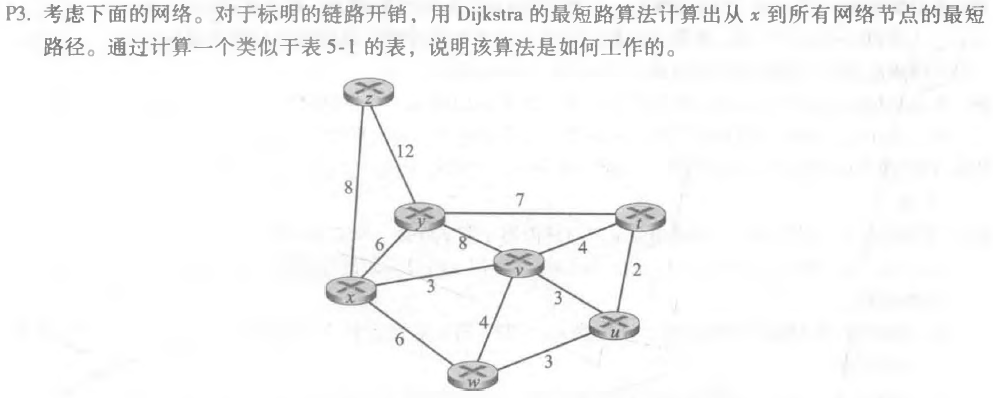 P3. 考虑下面的网络。对于标明的链路开销，用 Dijkstra 的最短路算法计算出从 x 到所有网络节点的最短
路径。通过计算一个类似于表 5-1 的表，说明该算法是如何工作的。
z
12
8
7
y
t
6
8
4
v
2
3
x
3
4
u
6
3
w